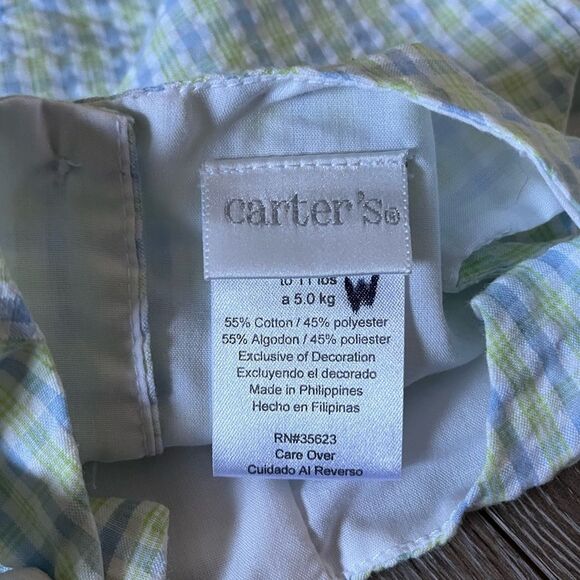 carter's®
to 11 lbs
a 5.0 kg W
55% Cotton / 45% polyester
55% Algodon / 45% poliester
Exclusive of Decoration
Excluyendo el decorado
Made in Philippines
Hecho en Filipinas
RN#35623
Care Over
Cuidado Al Reverso